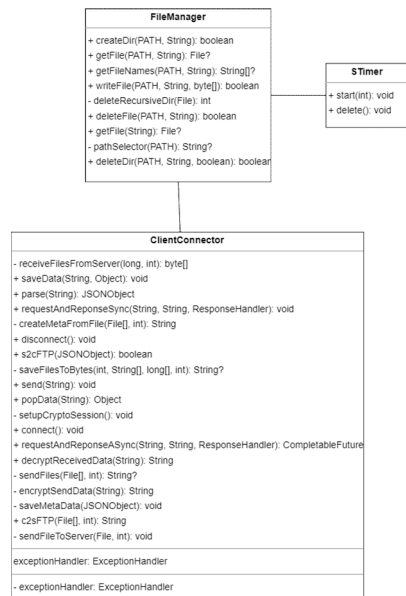 FileManager
+ createDir(PATH, String): boolean
+ getFile(PATH, String): File?
+ getFileNames(PATH, String): String[]?
+ writeFile(PATH, String, byte[]): boolean
- deleteRecursiveDir(File): int
+ deleteFile(PATH, String): boolean
+ getFile(String): File?
- pathSelector(PATH): String?
+ deleteDir(PATH, String, boolean): boolean
STimer
+ start(int): void
+ delete(): void
ClientConnector
- receiveFilesFromServer(long, int): byte[]
+ saveData(String, Object): void
+ parse(String): JSONObject
+ requestAndReponseSync(String, String, ResponseHandler): void
- createMetaFromFile(File[], int): String
+ disconnect(): void
+ s2cFTP(JSONObject): boolean
- saveFilesToBytes(int, String[], long[], int): String?
+ send(String): void
+ popData(String): Object
- setupCryptoSession(): void
+ connect(): void
+ requestAndReponseASync(String, String, ResponseHandler): CompletableFuture
+ decryptReceivedData(String): String
- sendFiles(File[], int): String?
- encryptSendData(String): String
- saveMetaData(JSONObject): void
+ c2sFTP(File[], int): String
- sendFileToServer(File, int): void
exceptionHandler: ExceptionHandler
- exceptionHandler: ExceptionHandler